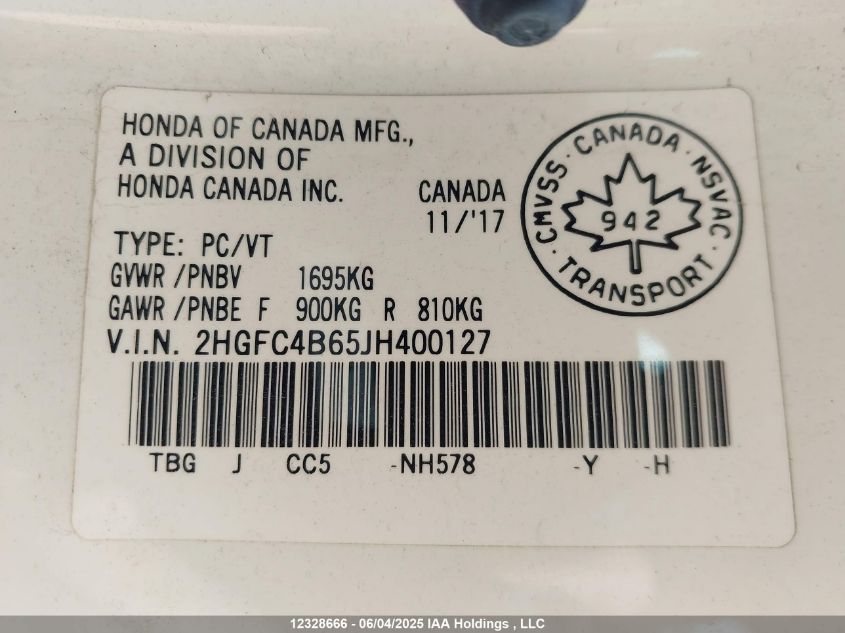 HONDA OF CANADA MFG.,
A DIVISION OF
HONDA CANADA INC.
CANADA
11/'17
CMVSS · CANADA · NSVAC
942
· TRANSPORT ·
TYPE: PC/VT
GVWR /PNBV 1695KG
GAWR /PNBE F 900KG R 810KG
V.I.N. 2HGFC4B65JH400127
TBG J CC5 -NH578 -Y -H
12328666 - 06/04/2025 IAA Holdings , LLC